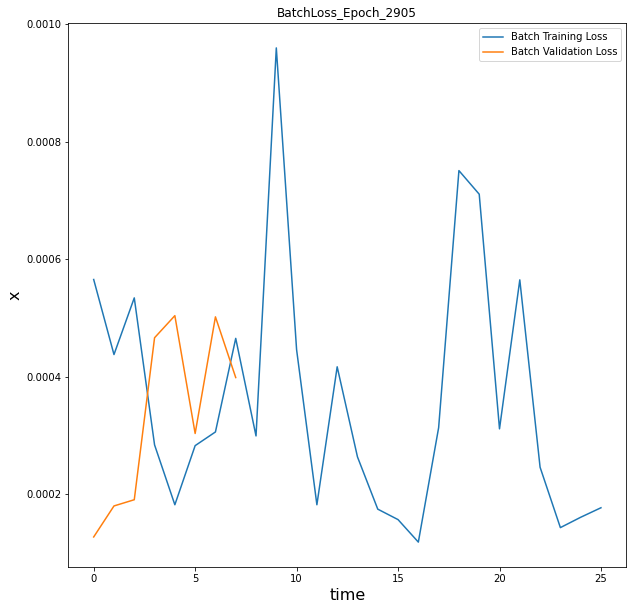 BatchLoss_Epoch_2905
Batch Training Loss
Batch Validation Loss
0.0010
0.0008
0.0006
0.0004
0.0002
x
0 5 10 15 20 25
time